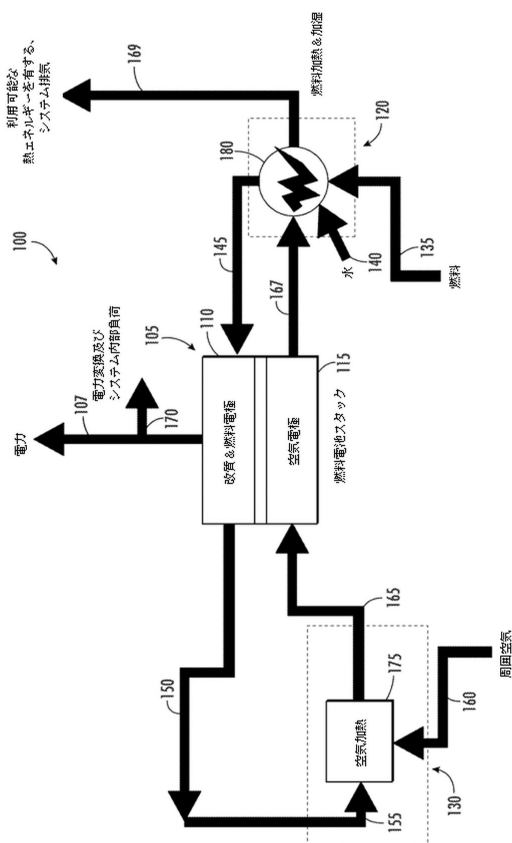 100
利用可能な
熱エネルギーを有する、
システム排気
169
電力
107
電力変換及び
システム内部負荷
170
105
110
145
180
燃料加熱&加湿
120
改質&燃料電極
空気電極
115
燃料電池スタック
167
水
140
135
燃料
150
165
175
空気加熱
155
130
160
周囲空気